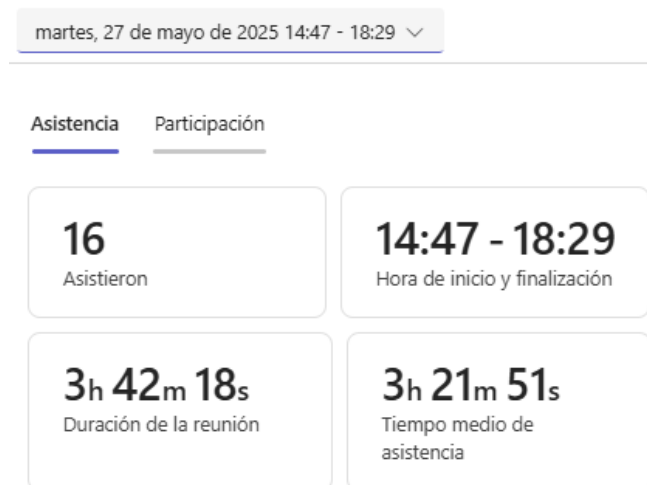 martes, 27 de mayo de 2025 14:47 - 18:29
Asistencia
Participación
16
Asistieron
14:47 - 18:29
Hora de inicio y finalización
3h 42m 18s
Duración de la reunión
3h 21m 51s
Tiempo medio de
asistencia